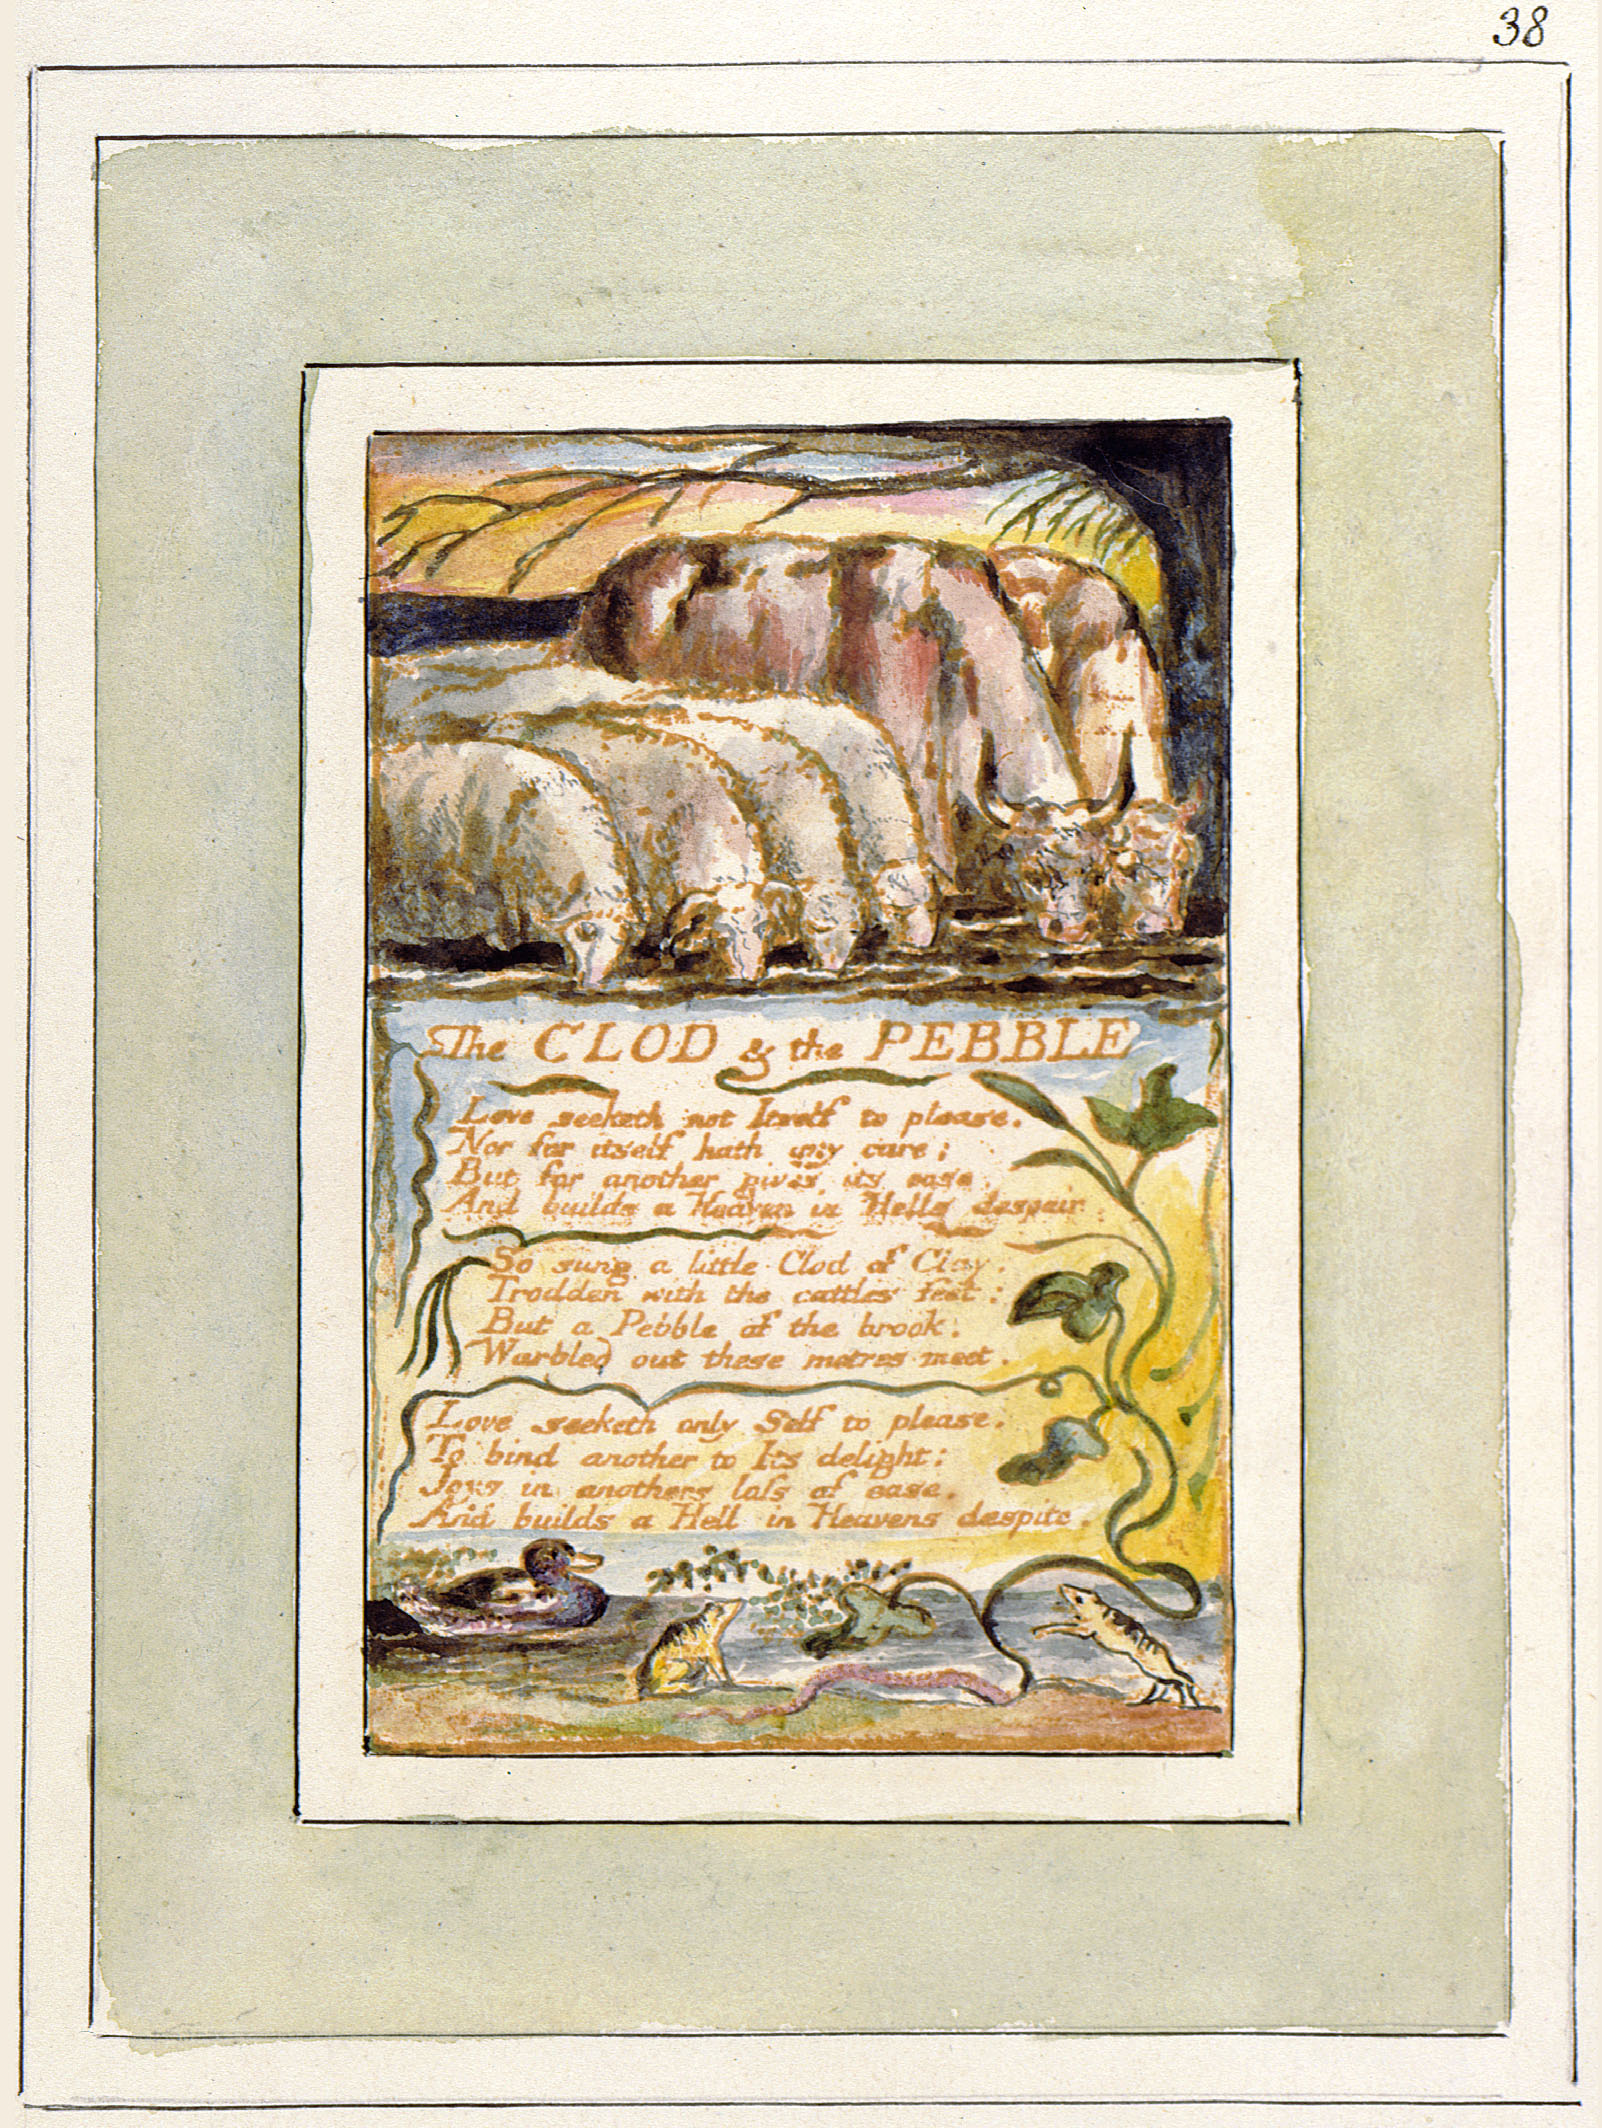 38
The CLOD & the PEBBLE
Love seeketh not Itself to please,
Nor for itself hath any care;
But for another gives its ease,
And builds a Heaven in Hells despair.
So sung a little Clod of Clay,
Trodden with the cattles feet:
But a Pebble of the brook,
Warbled out these metres meet.
Love seeketh only Self to please,
To bind another to Its delight:
Joys in anothers loſs of ease,
And builds a Hell in Heavens despite.